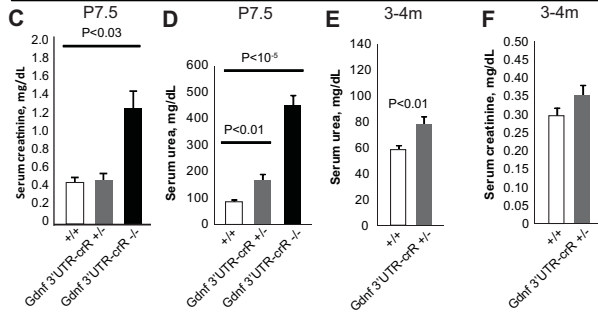 C P7.5
Serum creatinine, mg/dL
2.0
1.8
1.6
1.4
1.2
1.0
0.8
0.6
0.4
0.2
0
P<0.03
+/+
Gdnf 3'UTR-crR +/-
Gdnf 3'UTR-crR -/-
D P7.5
Serum urea, mg/dL
600
500
400
300
200
100
0
P<10⁻⁵
P<0.01
+/+
Gdnf 3'UTR-crR +/-
Gdnf 3'UTR-crR -/-
E 3-4m
Serum urea, mg/dL
140
120
100
80
60
40
20
0
P<0.01
+/+
Gdnf 3'UTR-crR +/-
F 3-4m
Serum creatinine, mg/dL
0.50
0.45
0.40
0.35
0.30
0.25
0.20
0.15
0.10
0.05
0
+/+
Gdnf 3'UTR-crR +/-